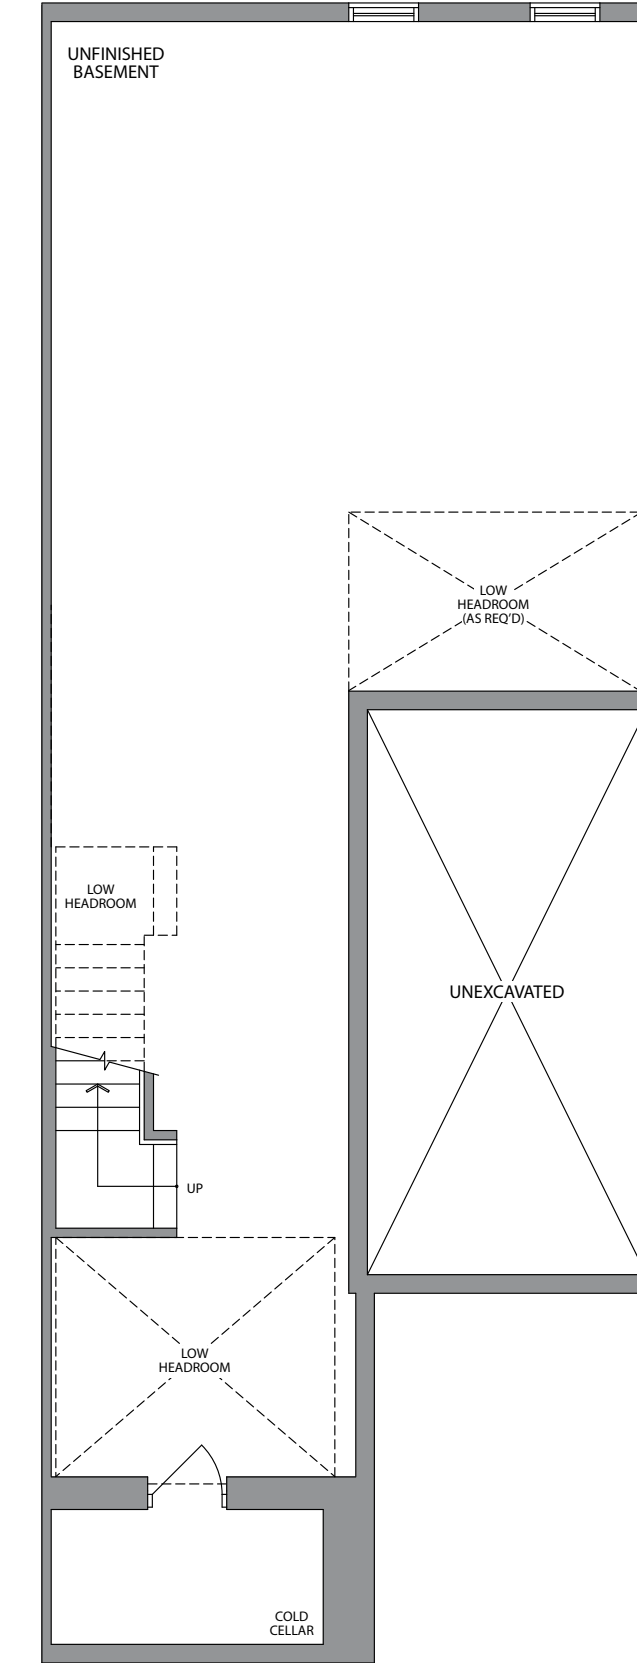 UNFINISHED
BASEMENT
LOW
HEADROOM
(AS REQ'D)
LOW
HEADROOM
UNEXCAVATED
UP
LOW
HEADROOM
COLD
CELLAR